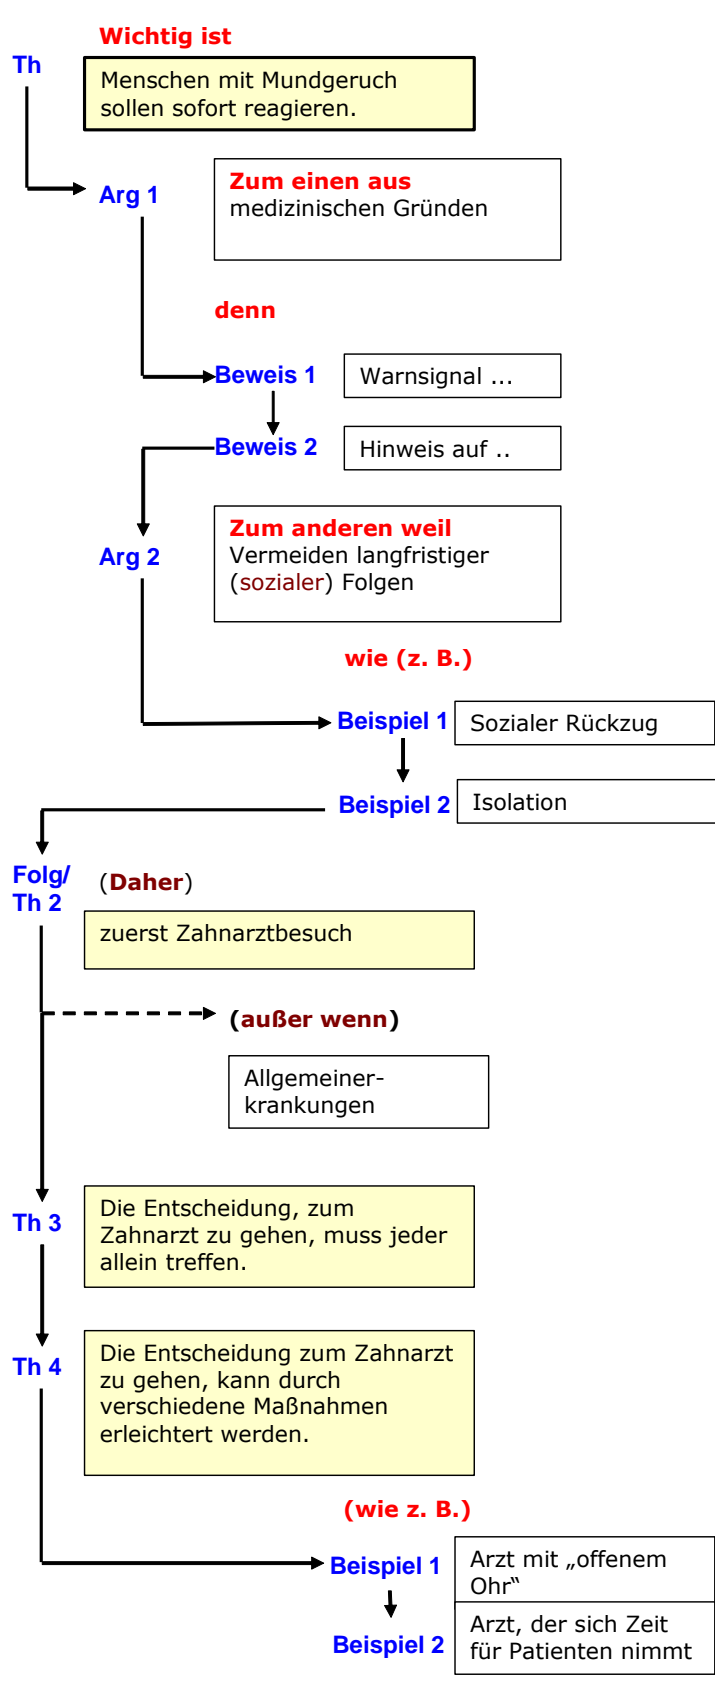 Wichtig ist
Th
Menschen mit Mundgeruch
sollen sofort reagieren.
Arg 1
Zum einen aus
medizinischen Gründen
denn
Beweis 1
Warnsignal ...
Beweis 2
Hinweis auf ..
Arg 2
Zum anderen weil
Vermeiden langfristiger
(sozialer) Folgen
wie (z. B.)
Beispiel 1
Sozialer Rückzug
Beispiel 2
Isolation
Folg/
Th 2
(Daher)
zuerst Zahnarztbesuch
(außer wenn)
Allgemeiner-
krankungen
Th 3
Die Entscheidung, zum
Zahnarzt zu gehen, muss jeder
allein treffen.
Th 4
Die Entscheidung zum Zahnarzt
zu gehen, kann durch
verschiedene Maßnahmen
erleichtert werden.
(wie z. B.)
Beispiel 1
Arzt mit „offenem
Ohr“
Beispiel 2
Arzt, der sich Zeit
für Patienten nimmt